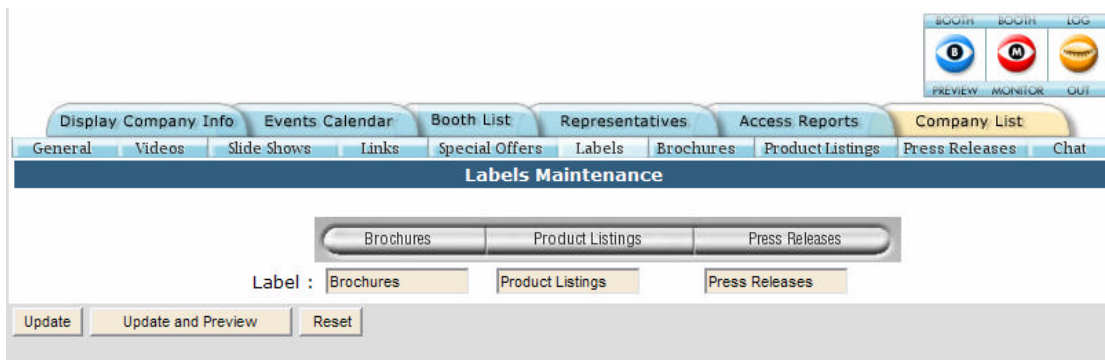 BOOTH BOOTH LOG
B M
PREVIEW MONITOR OUT
Display Company Info Events Calendar Booth List Representatives Access Reports Company List
General Videos Slide Shows Links Special Offers Labels Brochures Product Listings Press Releases Chat
Labels Maintenance
Brochures Product Listings Press Releases
Label : Brochures Product Listings Press Releases
Update Update and Preview Reset